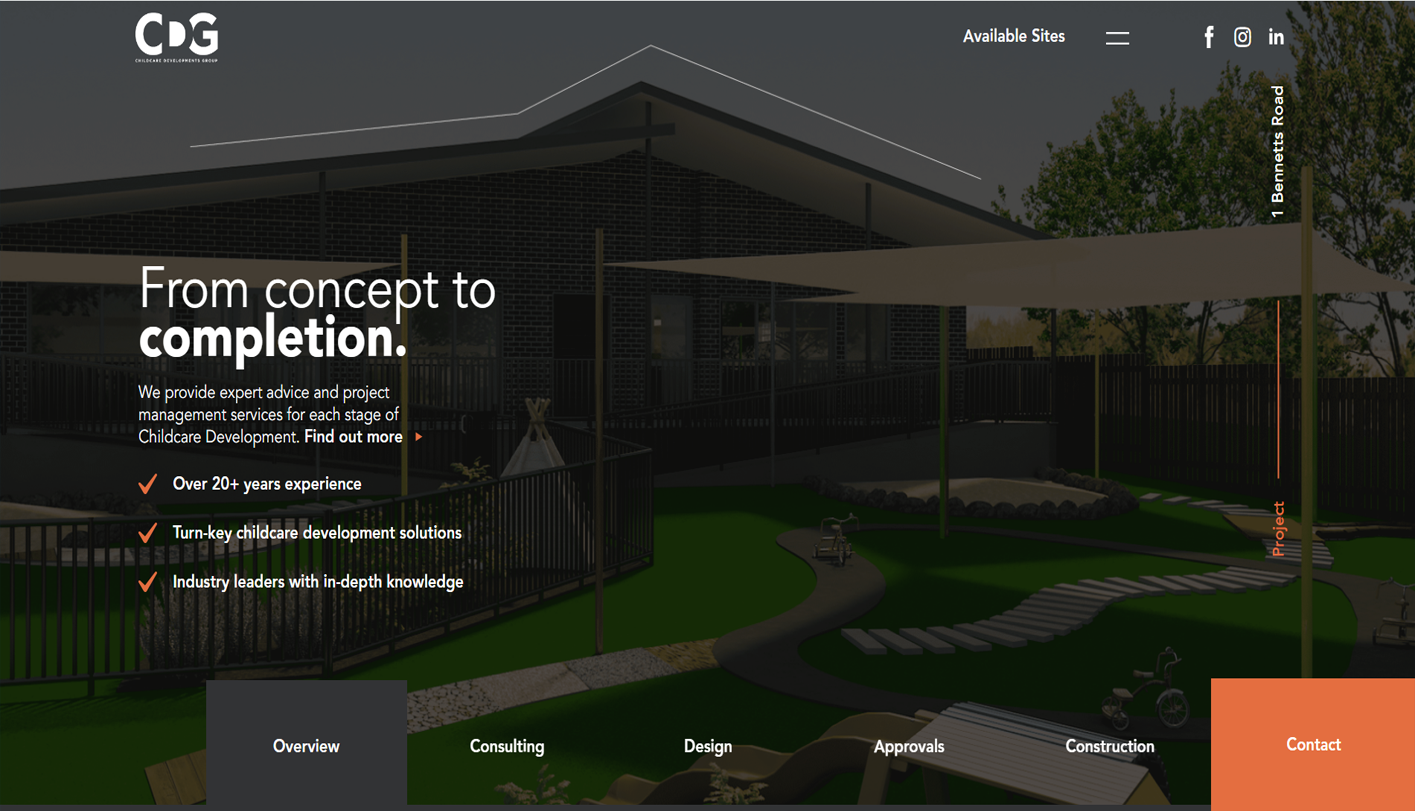 CDG
CHILDCARE DEVELOPMENTS GROUP
Available Sites
1 Bennetts Road
From concept to
completion.
We provide expert advice and project
management services for each stage of
Childcare Development. Find out more
Over 20+ years experience
Turn-key childcare development solutions
Industry leaders with in-depth knowledge
Project
Overview
Consulting
Design
Approvals
Construction
Contact